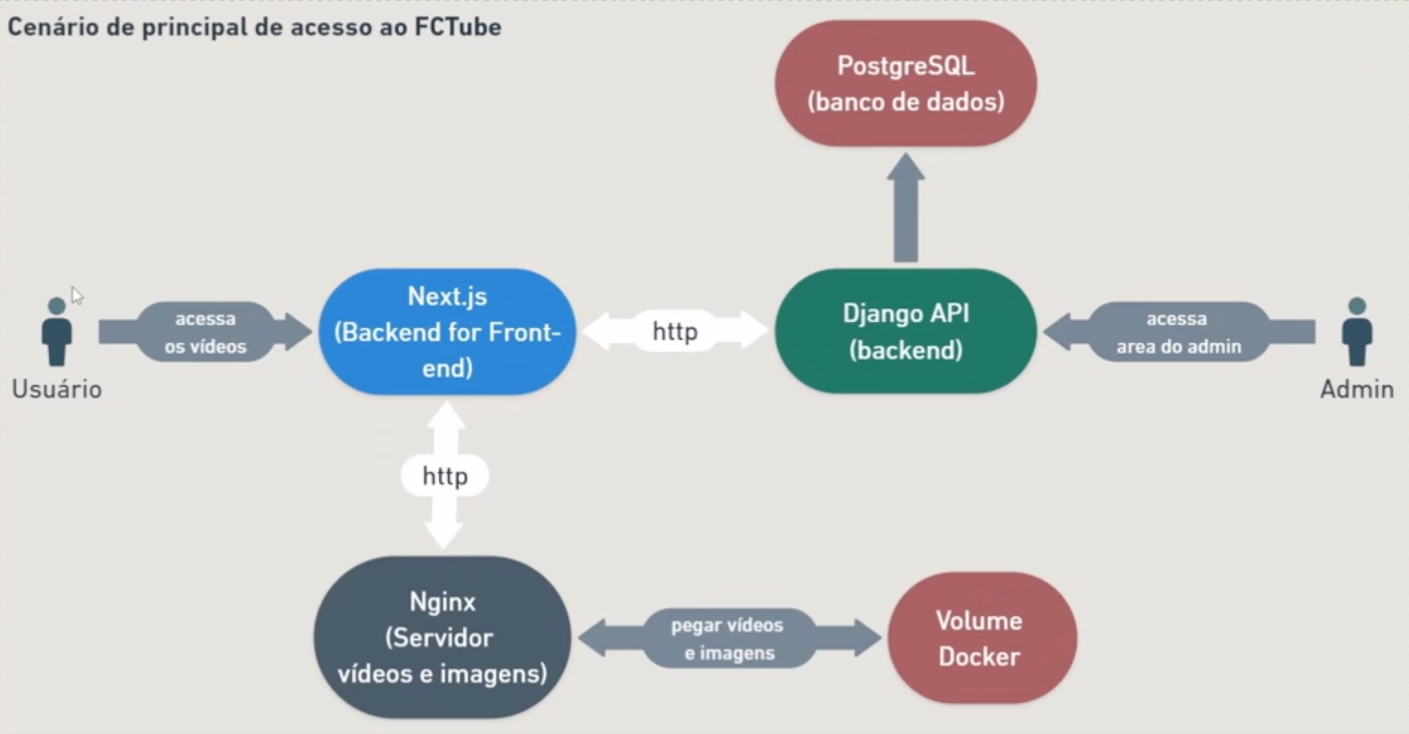 Cenário de principal de acesso ao FCTube
PostgreSQL
(banco de dados)
Usuário
acessa
os vídeos
Next.js
(Backend for Front-
end)
http
Django API
(backend)
acessa
area do admin
Admin
http
Nginx
(Servidor
vídeos e imagens)
pegar vídeos
e imagens
Volume
Docker